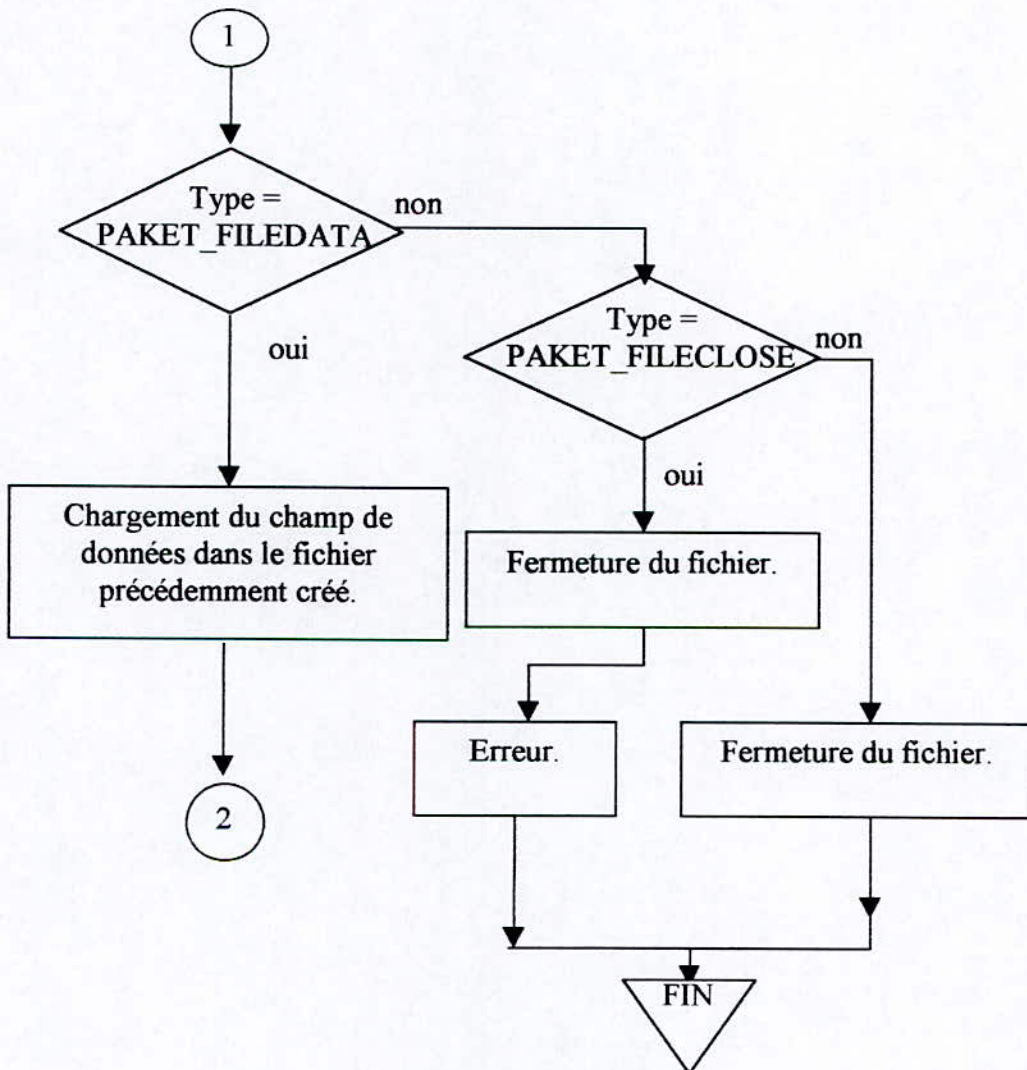 1
Type =
PAKET_FILEDATA
non
oui
Type =
PAKET_FILECLOSE
non
oui
Chargement du champ de
données dans le fichier
précédemment créé.
Fermeture du fichier.
Erreur.
Fermeture du fichier.
2
FIN